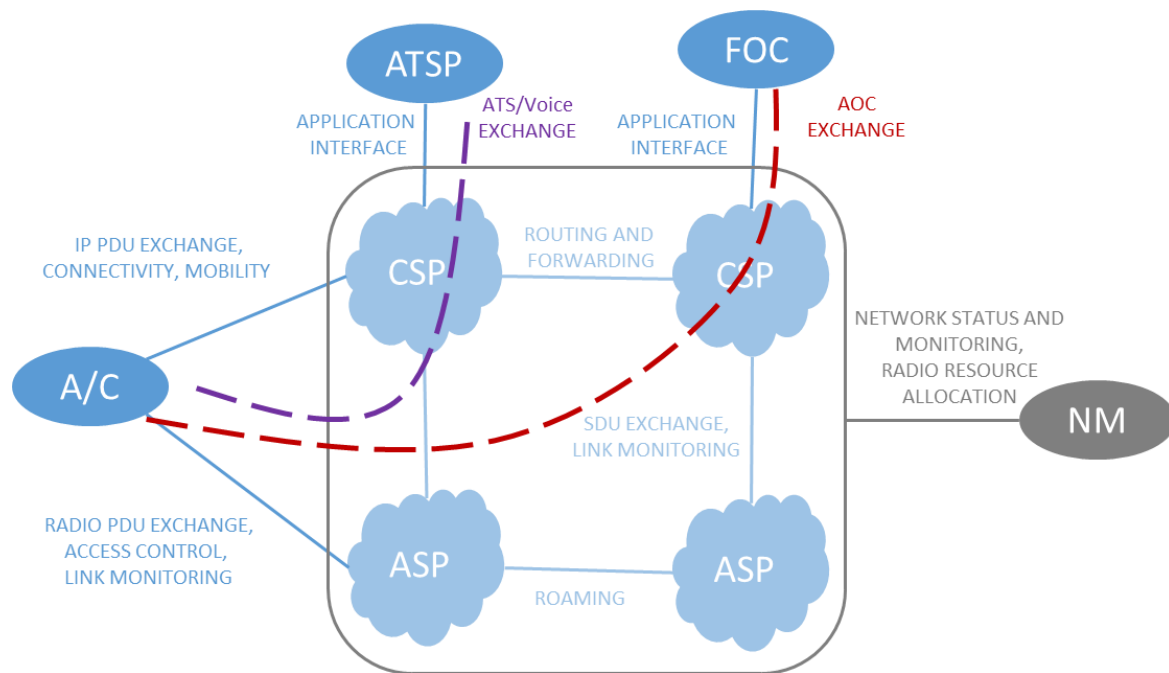 ATSP
FOC
ATS/Voice
EXCHANGE
AOC
EXCHANGE
APPLICATION
INTERFACE
APPLICATION
INTERFACE
IP PDU EXCHANGE,
CONNECTIVITY, MOBILITY
CSP
ROUTING AND
FORWARDING
CSP
NETWORK STATUS AND
MONITORING,
RADIO RESOURCE
ALLOCATION
A/C
NM
SDU EXCHANGE,
LINK MONITORING
RADIO PDU EXCHANGE,
ACCESS CONTROL,
LINK MONITORING
ASP
ROAMING
ASP